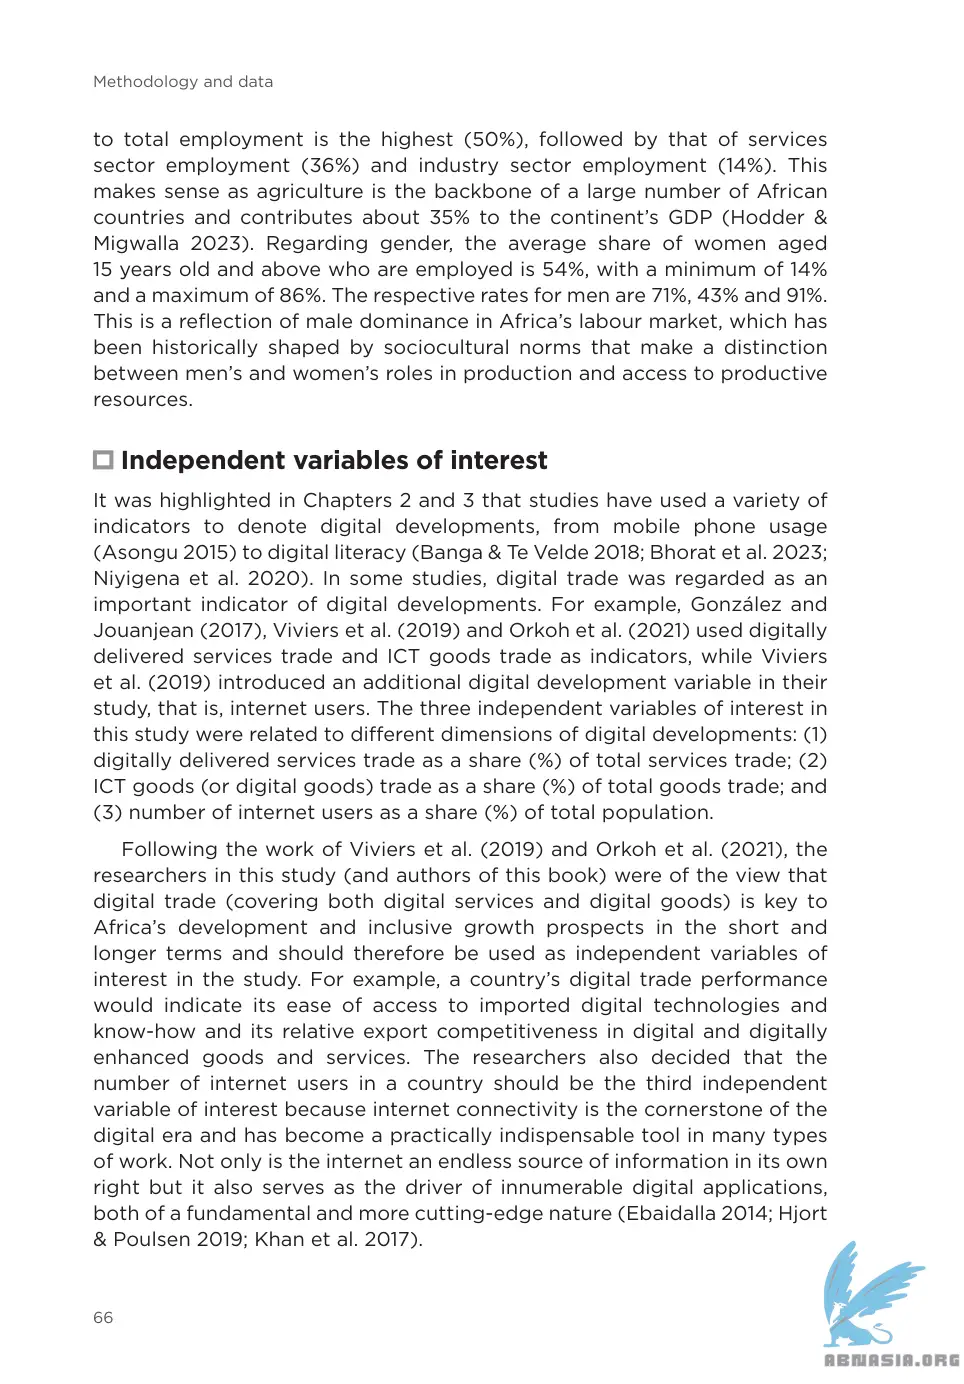 Methodology and data
to total employment is the highest (50%), followed by that of services
sector employment (36%) and industry sector employment (14%). This
makes sense as agriculture is the backbone of a large number of African
countries and contributes about 35% to the continent’s GDP (Hodder &
Migwalla 2023). Regarding gender, the average share of women aged
15 years old and above who are employed is 54%, with a minimum of 14%
and a maximum of 86%. The respective rates for men are 71%, 43% and 91%.
This is a reflection of male dominance in Africa’s labour market, which has
been historically shaped by sociocultural norms that make a distinction
between men’s and women’s roles in production and access to productive
resources.
Independent variables of interest
It was highlighted in Chapters 2 and 3 that studies have used a variety of
indicators to denote digital developments, from mobile phone usage
(Asongu 2015) to digital literacy (Banga & Te Velde 2018; Bhorat et al. 2023;
Niyigena et al. 2020). In some studies, digital trade was regarded as an
important indicator of digital developments. For example, González and
Jouanjean (2017), Viviers et al. (2019) and Orkoh et al. (2021) used digitally
delivered services trade and ICT goods trade as indicators, while Viviers
et al. (2019) introduced an additional digital development variable in their
study, that is, internet users. The three independent variables of interest in
this study were related to different dimensions of digital developments: (1)
digitally delivered services trade as a share (%) of total services trade; (2)
ICT goods (or digital goods) trade as a share (%) of total goods trade; and
(3) number of internet users as a share (%) of total population.
Following the work of Viviers et al. (2019) and Orkoh et al. (2021), the
researchers in this study (and authors of this book) were of the view that
digital trade (covering both digital services and digital goods) is key to
Africa’s development and inclusive growth prospects in the short and
longer terms and should therefore be used as independent variables of
interest in the study. For example, a country’s digital trade performance
would indicate its ease of access to imported digital technologies and
know-how and its relative export competitiveness in digital and digitally
enhanced goods and services. The researchers also decided that the
number of internet users in a country should be the third independent
variable of interest because internet connectivity is the cornerstone of the
digital era and has become a practically indispensable tool in many types
of work. Not only is the internet an endless source of information in its own
right but it also serves as the driver of innumerable digital applications,
both of a fundamental and more cutting-edge nature (Ebaidalla 2014; Hjort
& Poulsen 2019; Khan et al. 2017).
66
ABNASIA.ORG